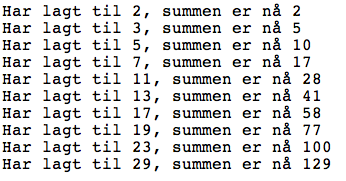 Har lagt til 2, summen er nå 2
Har lagt til 3, summen er nå 5
Har lagt til 5, summen er nå 10
Har lagt til 7, summen er nå 17
Har lagt til 11, summen er nå 28
Har lagt til 13, summen er nå 41
Har lagt til 17, summen er nå 58
Har lagt til 19, summen er nå 77
Har lagt til 23, summen er nå 100
Har lagt til 29, summen er nå 129